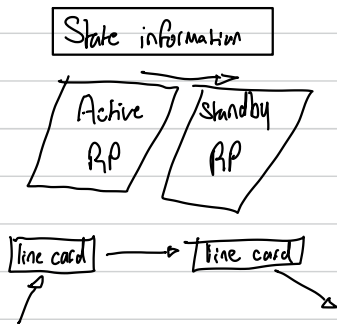 State information
Active Standby
RP RP
line card line card